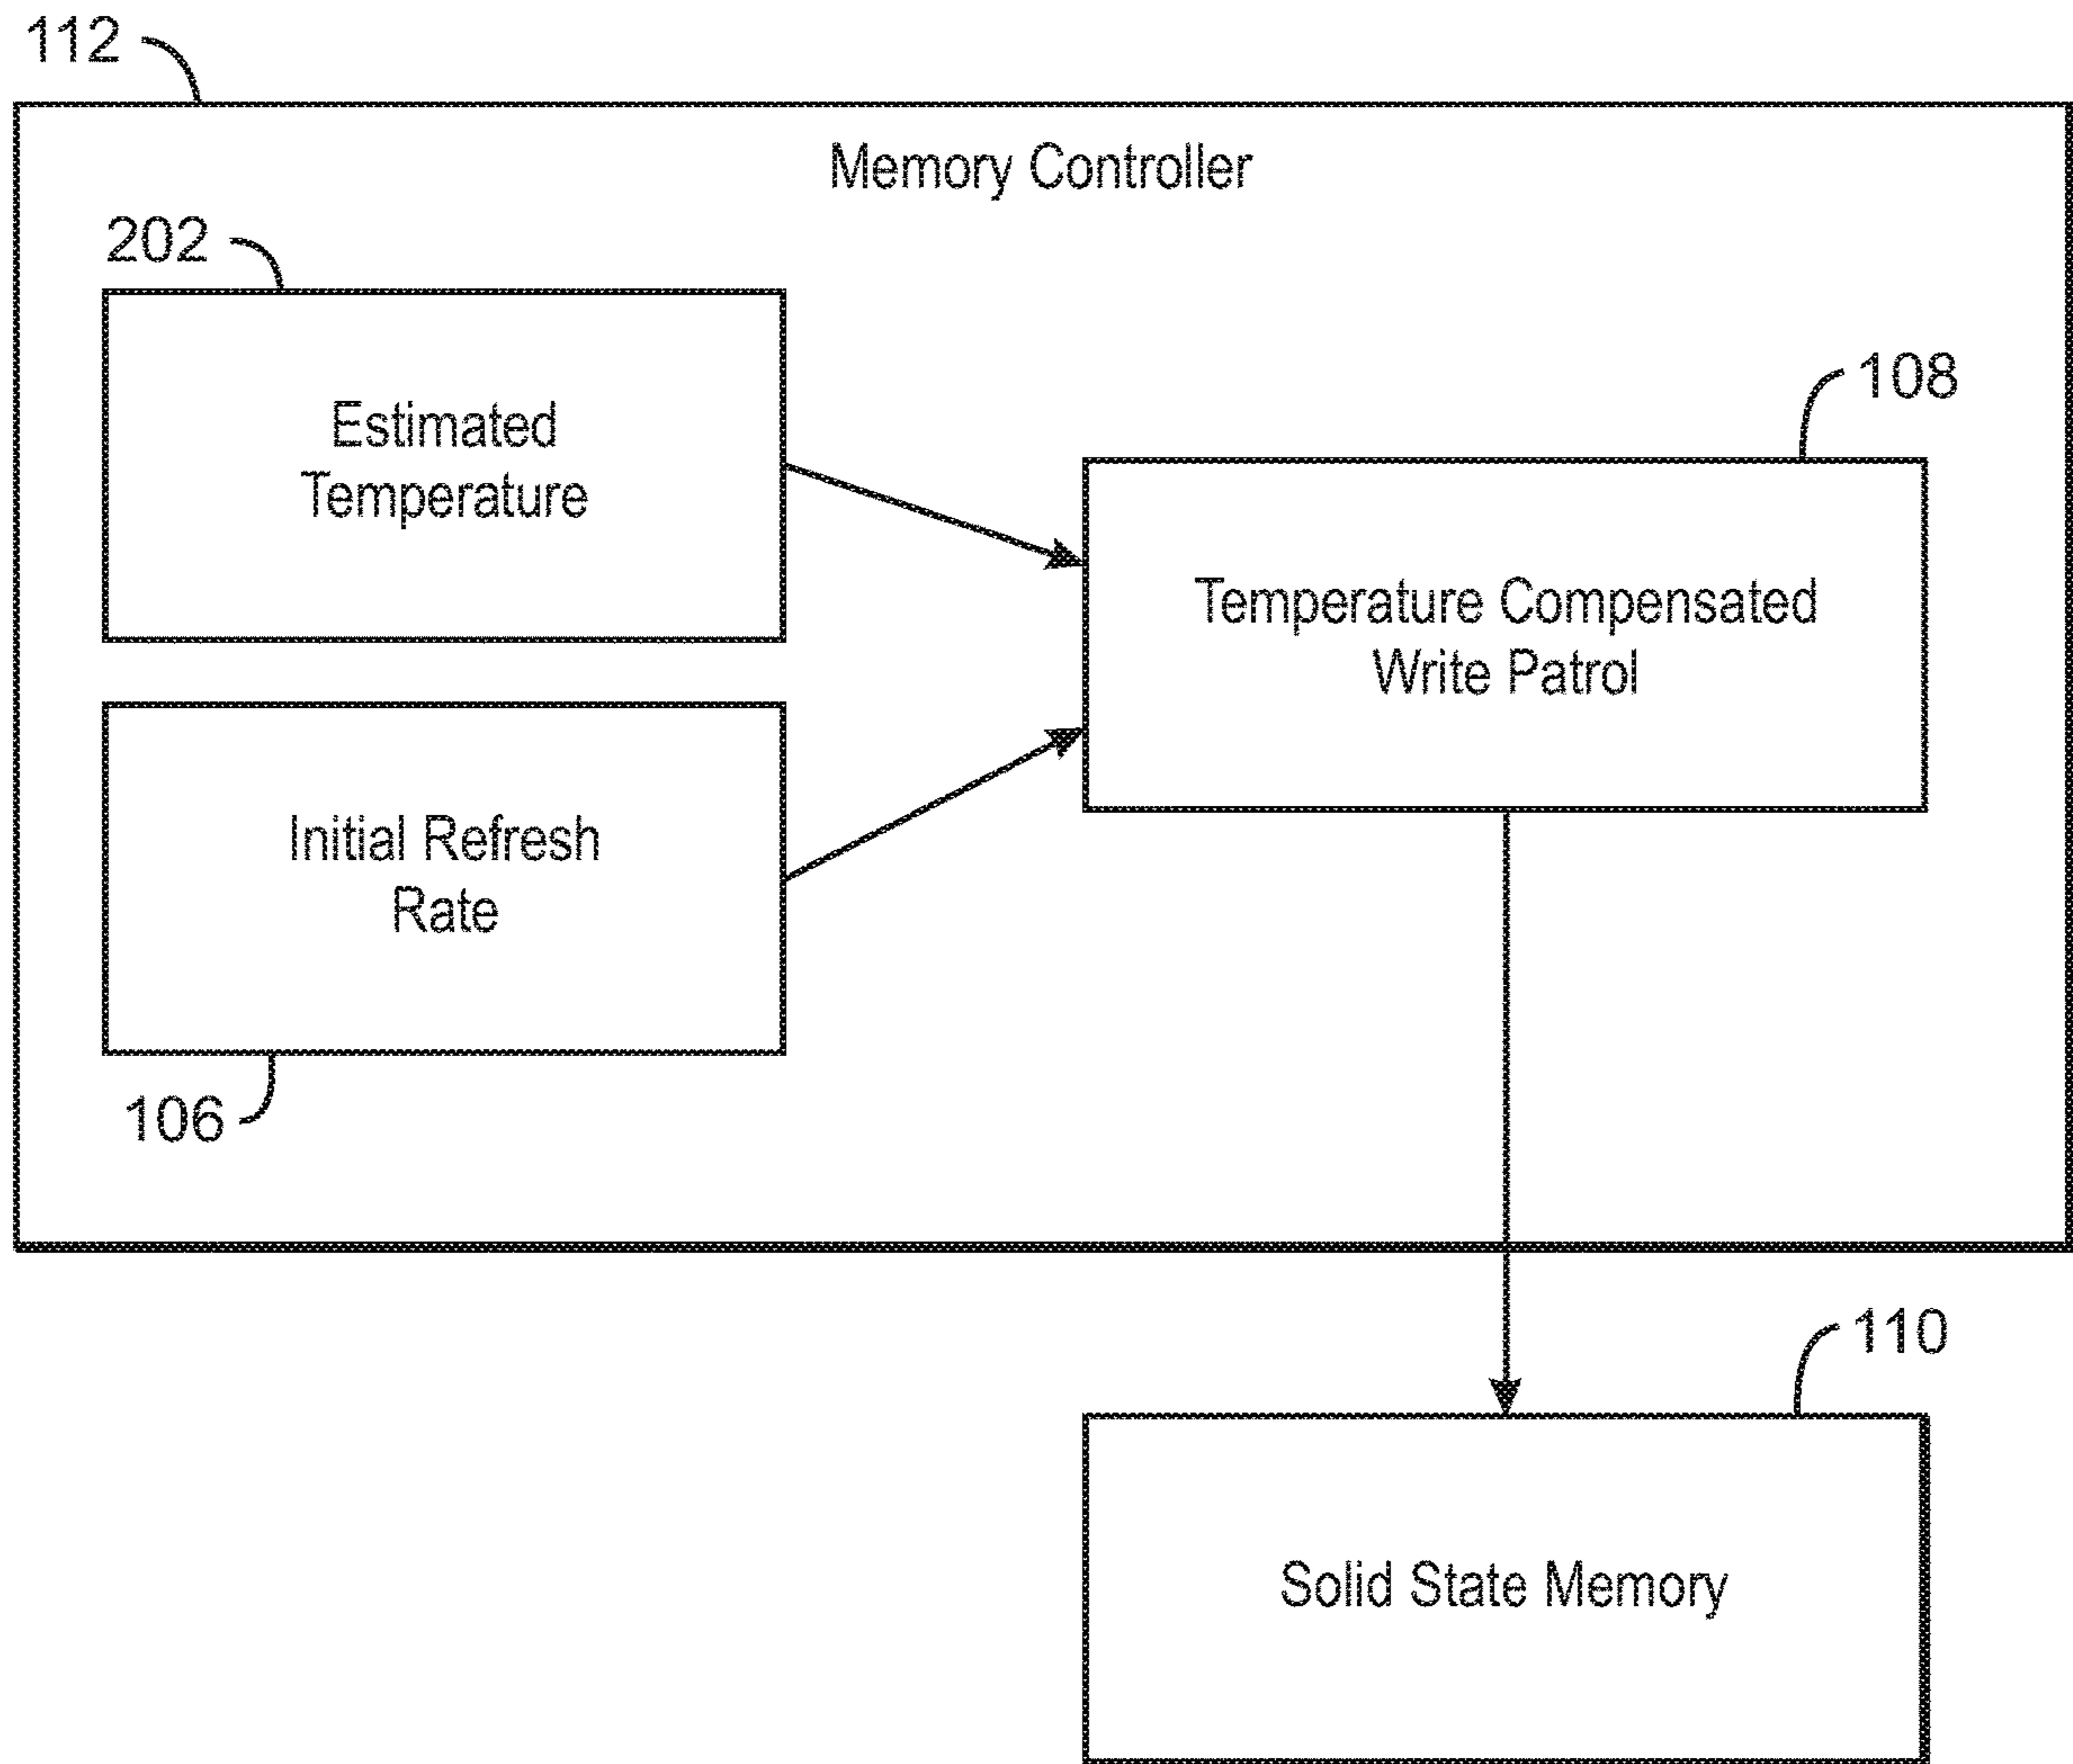 112
Memory Controller
202
Estimated
Temperature
108
Temperature Compensated
Write Patrol
Initial Refresh
Rate
106
110
Solid State Memory